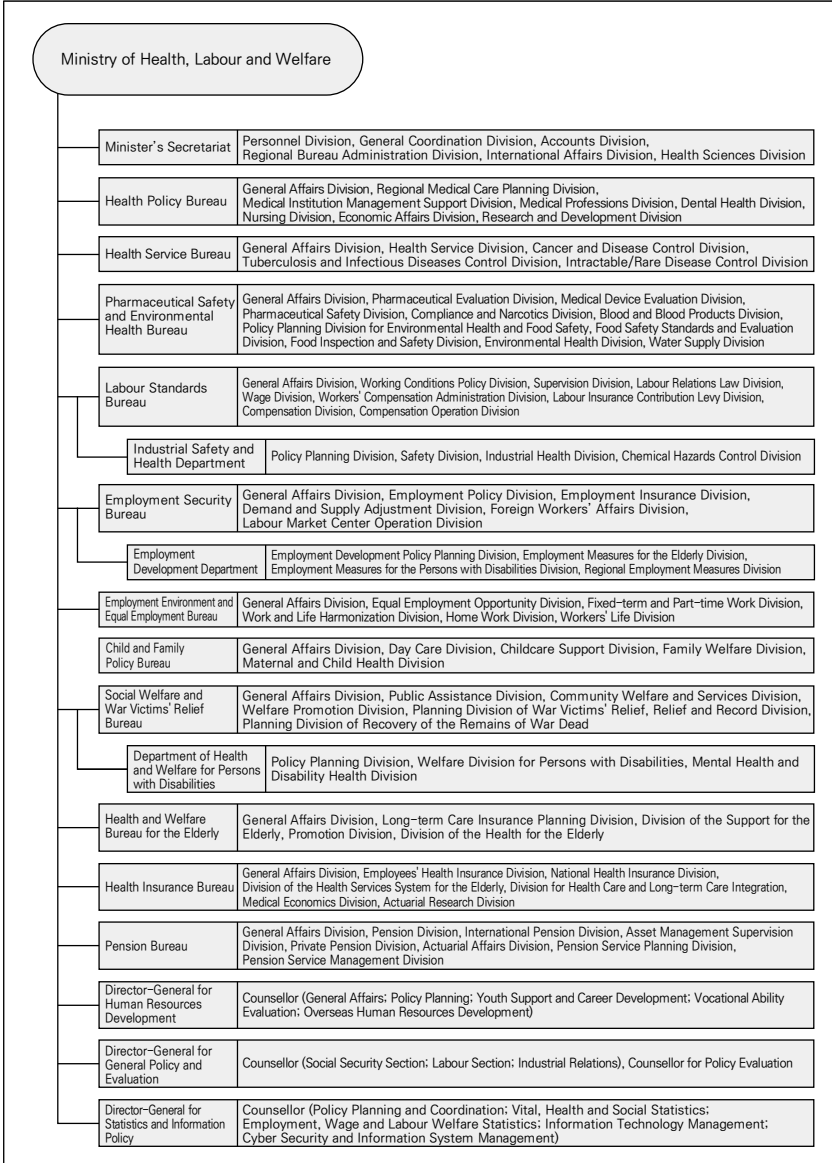 Ministry of Health, Labour and Welfare
Minister's Secretariat
Personnel Division, General Coordination Division, Accounts Division,
Regional Bureau Administration Division, International Affairs Division, Health Sciences Division
Health Policy Bureau
General Affairs Division, Regional Medical Care Planning Division,
Medical Institution Management Support Division, Medical Professions Division, Dental Health Division,
Nursing Division, Economic Affairs Division, Research and Development Division
Health Service Bureau
General Affairs Division, Health Service Division, Cancer and Disease Control Division,
Tuberculosis and Infectious Diseases Control Division, Intractable/Rare Disease Control Division
Pharmaceutical Safety
and Environmental
Health Bureau
General Affairs Division, Pharmaceutical Evaluation Division, Medical Device Evaluation Division,
Pharmaceutical Safety Division, Compliance and Narcotics Division, Blood and Blood Products Division,
Policy Planning Division for Environmental Health and Food Safety, Food Safety Standards and Evaluation
Division, Food Inspection and Safety Division, Environmental Health Division, Water Supply Division
Labour Standards
Bureau
General Affairs Division, Working Conditions Policy Division, Supervision Division, Labour Relations Law Division,
Wage Division, Workers' Compensation Administration Division, Labour Insurance Contribution Levy Division,
Compensation Division, Compensation Operation Division
Industrial Safety and
Health Department
Policy Planning Division, Safety Division, Industrial Health Division, Chemical Hazards Control Division
Employment Security
Bureau
General Affairs Division, Employment Policy Division, Employment Insurance Division,
Demand and Supply Adjustment Division, Foreign Workers' Affairs Division,
Labour Market Center Operation Division
Employment
Development Department
Employment Development Policy Planning Division, Employment Measures for the Elderly Division,
Employment Measures for the Persons with Disabilities Division, Regional Employment Measures Division
Employment Environment and
Equal Employment Bureau
General Affairs Division, Equal Employment Opportunity Division, Fixed-term and Part-time Work Division,
Work and Life Harmonization Division, Home Work Division, Workers' Life Division
Child and Family
Policy Bureau
General Affairs Division, Day Care Division, Childcare Support Division, Family Welfare Division,
Maternal and Child Health Division
Social Welfare and
War Victims' Relief
Bureau
General Affairs Division, Public Assistance Division, Community Welfare and Services Division,
Welfare Promotion Division, Planning Division of War Victims' Relief, Relief and Record Division,
Planning Division of Recovery of the Remains of War Dead
Department of Health
and Welfare for Persons
with Disabilities
Policy Planning Division, Welfare Division for Persons with Disabilities, Mental Health and
Disability Health Division
Health and Welfare
Bureau for the Elderly
General Affairs Division, Long-term Care Insurance Planning Division, Division of the Support for the
Elderly, Promotion Division, Division of the Health for the Elderly
Health Insurance Bureau
General Affairs Division, Employees' Health Insurance Division, National Health Insurance Division,
Division of the Health Services System for the Elderly, Division for Health Care and Long-term Care Integration,
Medical Economics Division, Actuarial Research Division
Pension Bureau
General Affairs Division, Pension Division, International Pension Division, Asset Management Supervision
Division, Private Pension Division, Actuarial Affairs Division, Pension Service Planning Division,
Pension Service Management Division
Director-General for
Human Resources
Development
Counsellor (General Affairs; Policy Planning; Youth Support and Career Development; Vocational Ability
Evaluation; Overseas Human Resources Development)
Director-General for
General Policy and
Evaluation
Counsellor (Social Security Section; Labour Section; Industrial Relations), Counsellor for Policy Evaluation
Director-General for
Statistics and Information
Policy
Counsellor (Policy Planning and Coordination; Vital, Health and Social Statistics;
Employment, Wage and Labour Welfare Statistics; Information Technology Management;
Cyber Security and Information System Management)